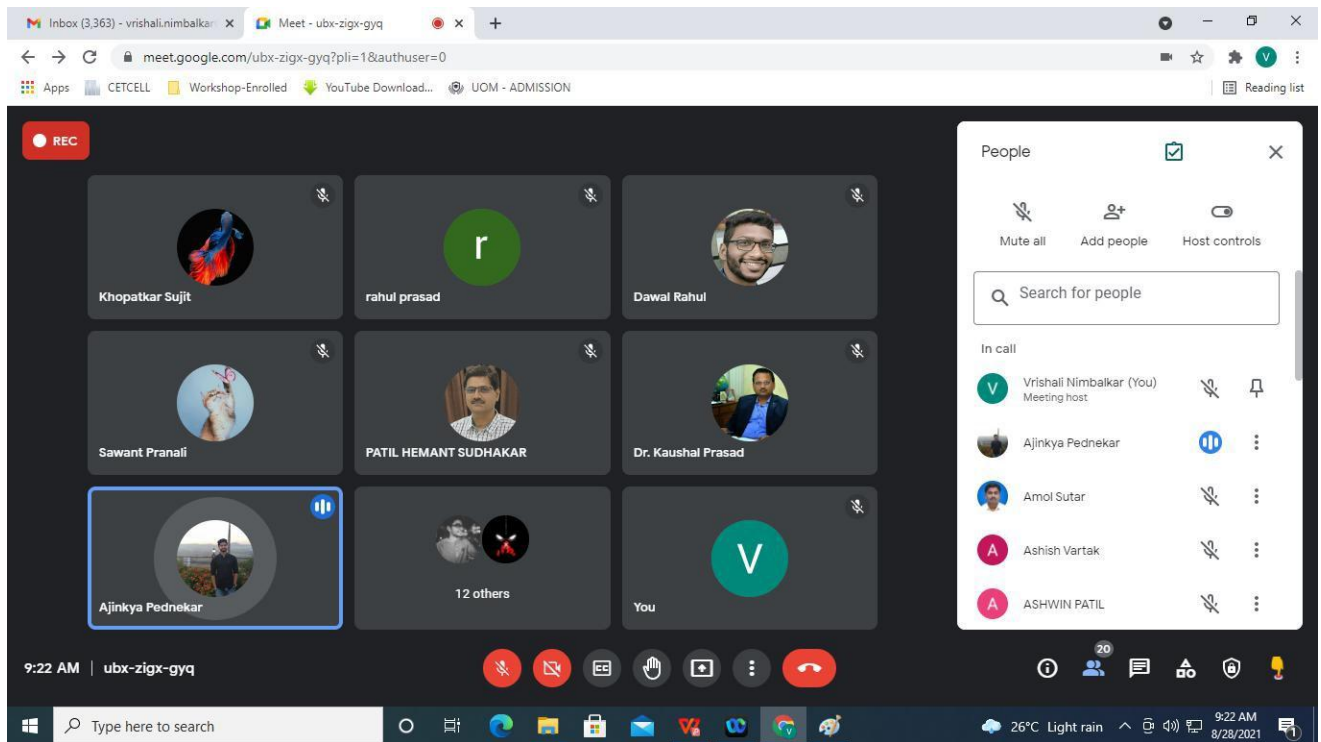 Inbox (3,363) - vrishali.nimbalkar
Meet - ubx-zigx-gyq
meet.google.com/ubx-zigx-gyq?pli=1&authuser=0
V
Apps CETCELL Workshop-Enrolled YouTube Download... UOM - ADMISSION Reading list
REC
Khopatkar Sujit
r
rahul prasad
Dawal Rahul
Sawant Pranali
PATIL HEMANT SUDHAKAR
Dr. Kaushal Prasad
Ajinkya Pednekar
12 others
V
You
People
Mute all Add people Host controls
Search for people
In call
V
Vrishali Nimbalkar (You)
Meeting host
Ajinkya Pednekar
Amol Sutar
A
Ashish Vartak
A
ASHWIN PATIL
9:22 AM | ubx-zigx-gyq
CC
20
Type here to search
26°C Light rain
9:22 AM
8/28/2021
1